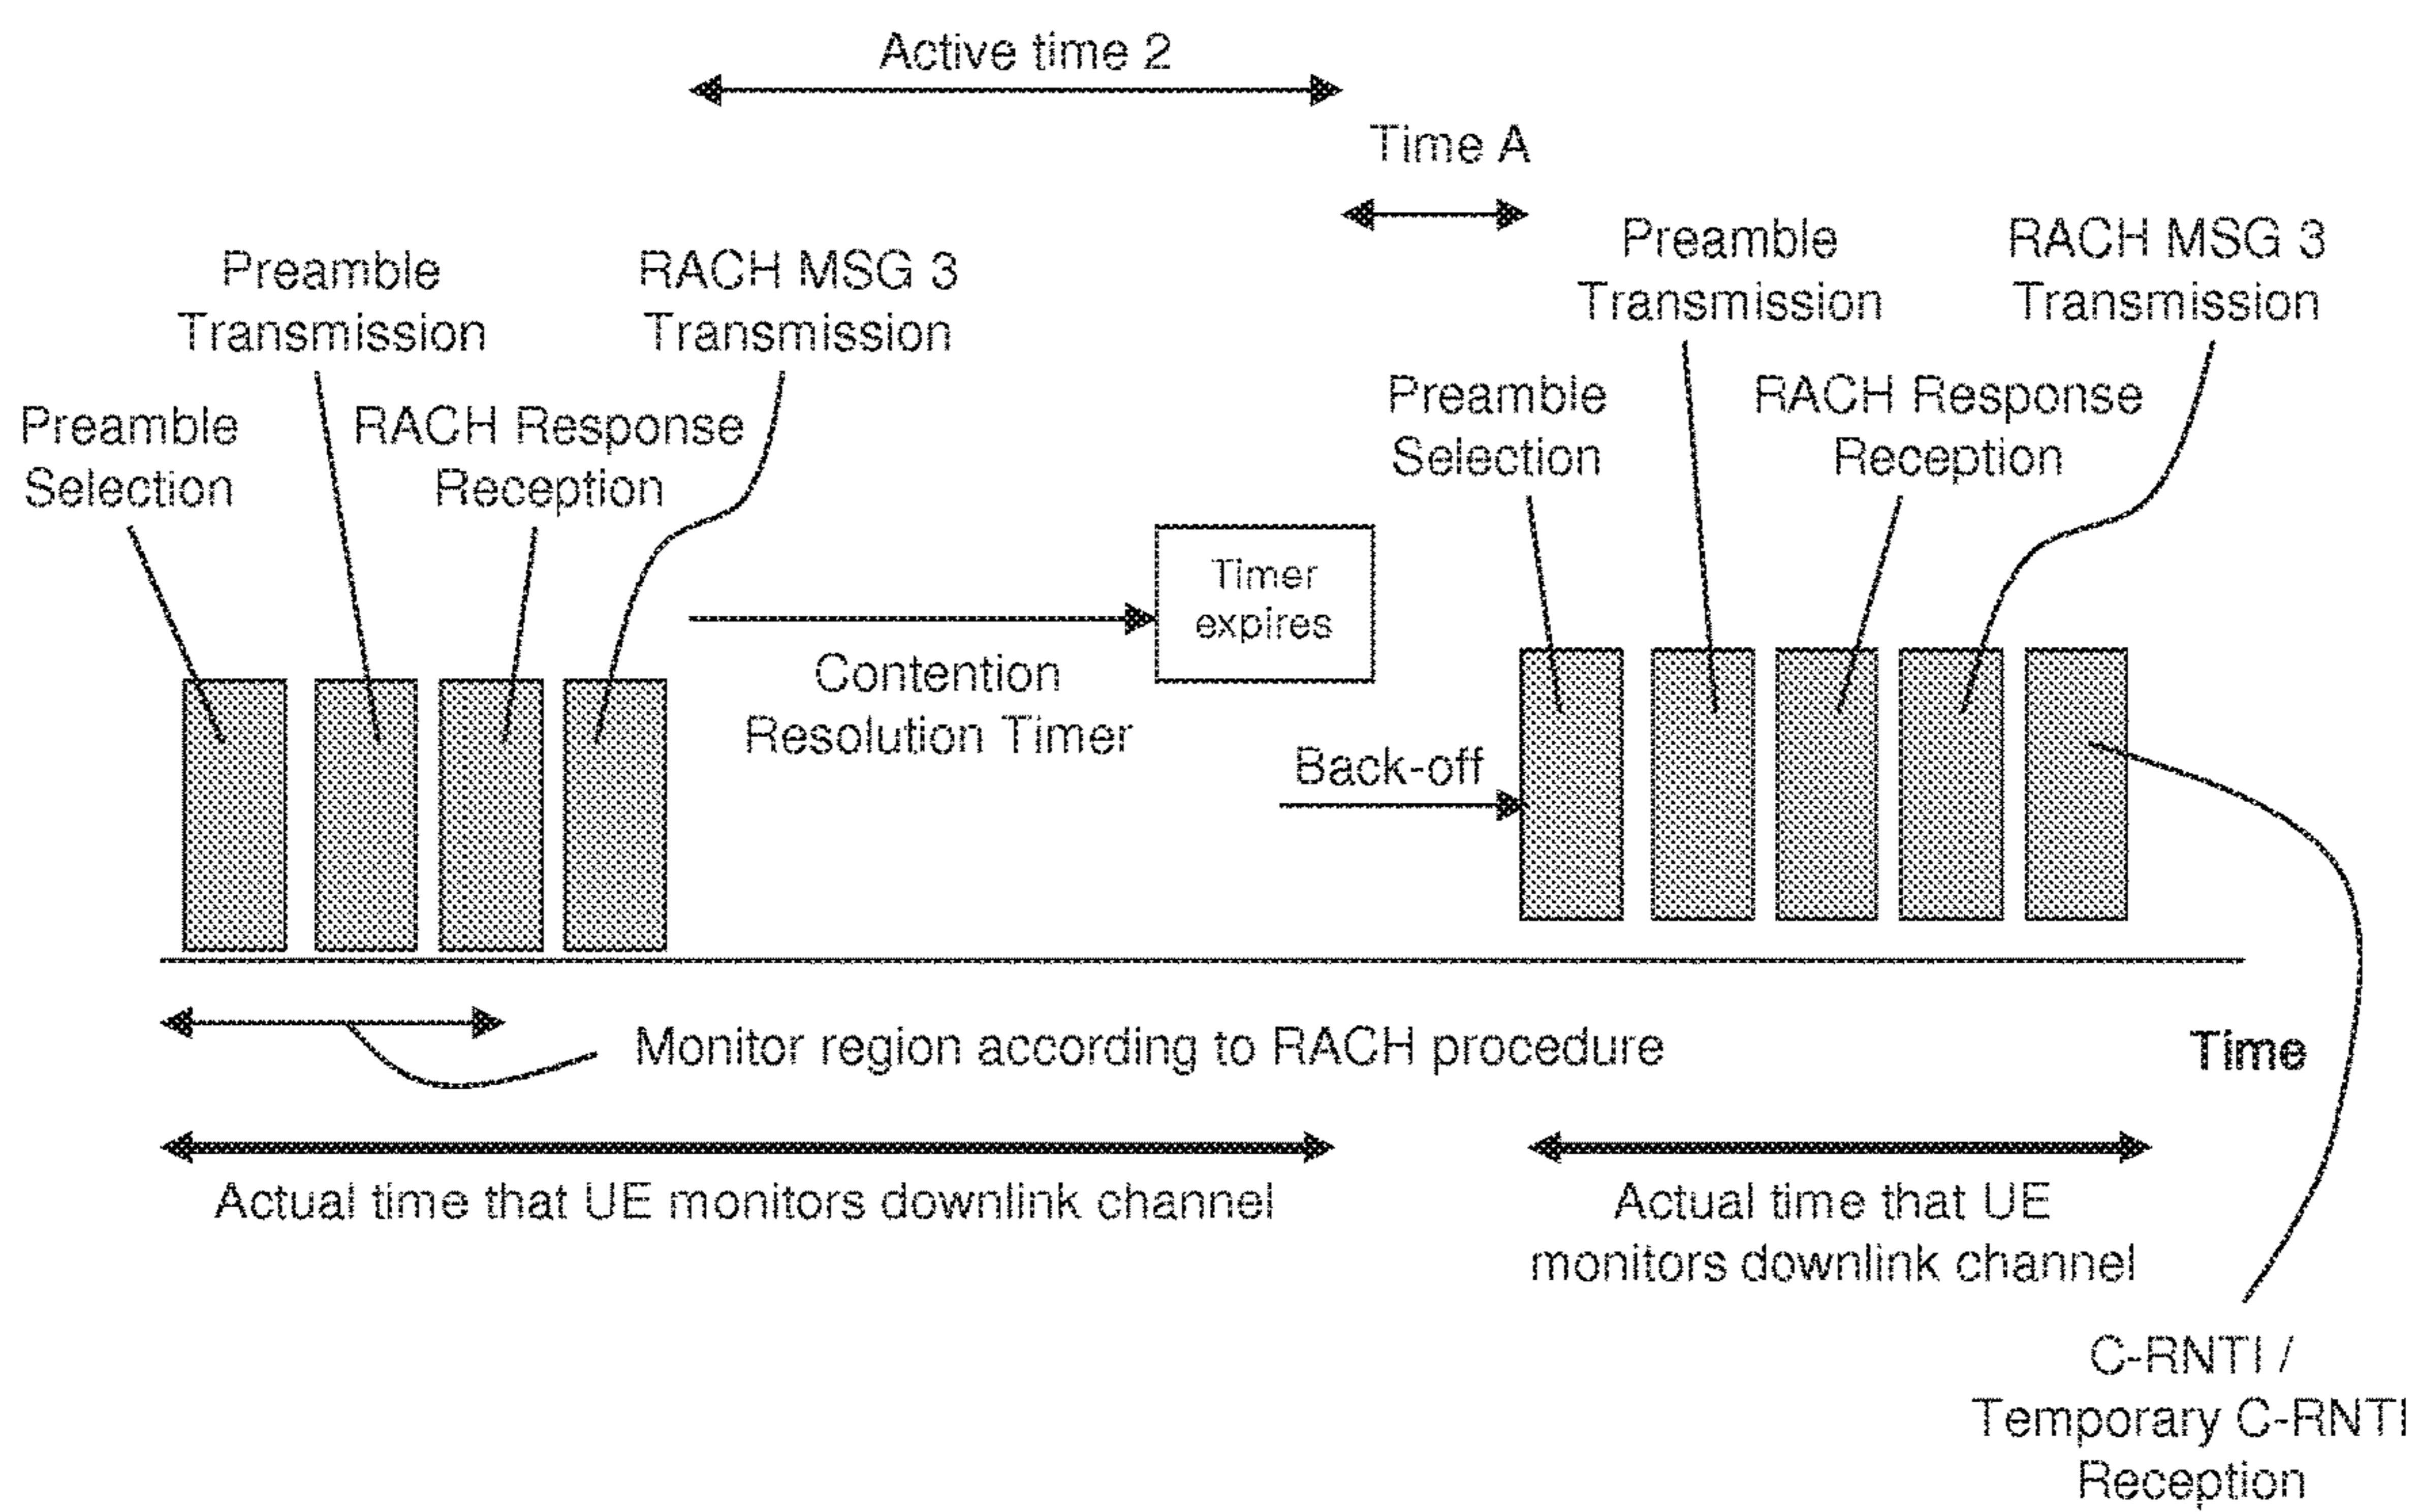 Active time 2
Time A
Preamble
Transmission
RACH MSG 3
Transmission
Preamble
Transmission
RACH MSG 3
Transmission
Preamble
Selection
RACH Response
Reception
Preamble
Selection
RACH Response
Reception
Timer
expires
Contention
Resolution Timer
Back-off
Monitor region according to RACH procedure
Time
Actual time that UE monitors downlink channel
Actual time that UE
monitors downlink channel
C-RNTI /
Temporary C-RNTI
Reception